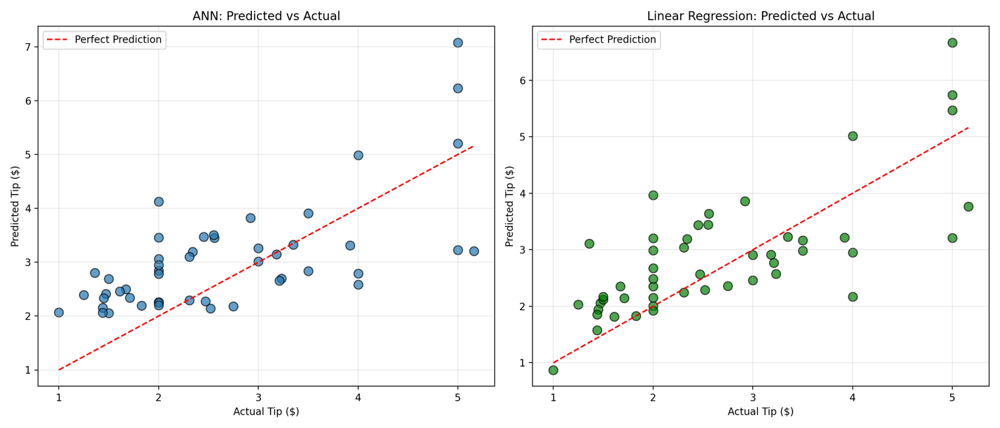 ANN: Predicted vs Actual
Perfect Prediction
Predicted Tip ($)
7
6
5
4
3
2
1
1 2 3 4 5
Actual Tip ($)
Linear Regression: Predicted vs Actual
Perfect Prediction
Predicted Tip ($)
6
5
4
3
2
1
1 2 3 4 5
Actual Tip ($)